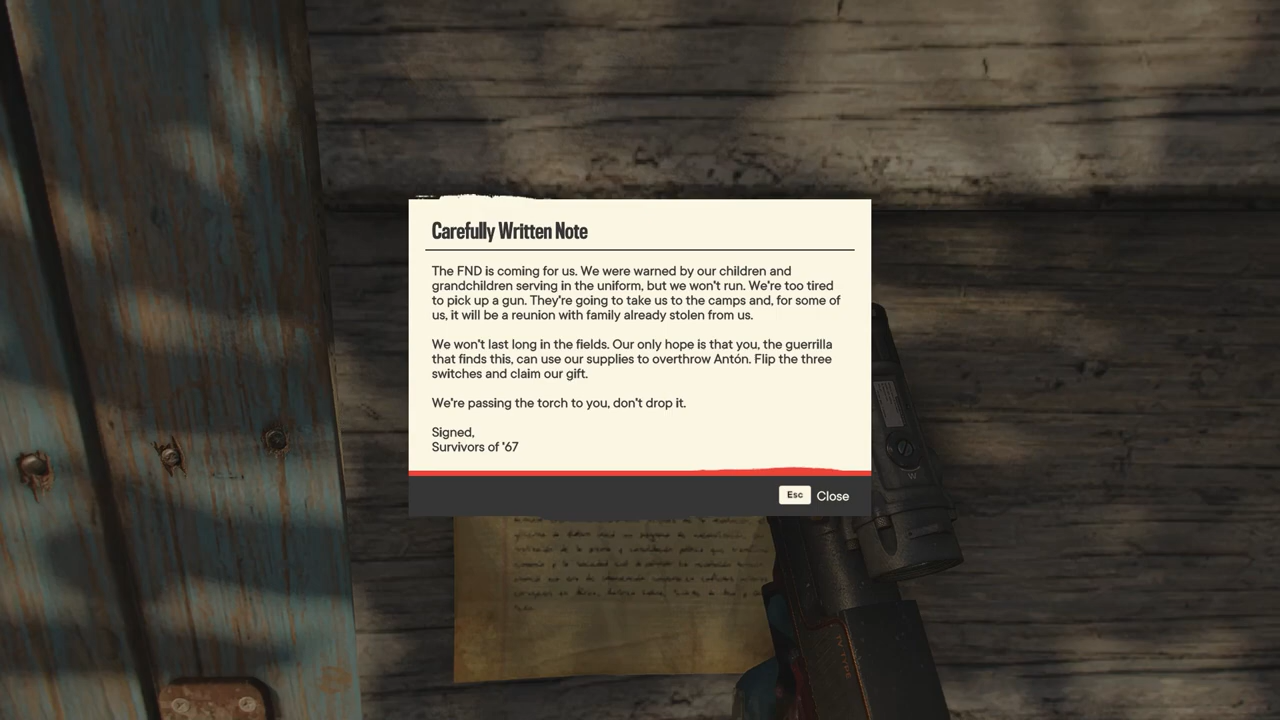 Carefully Written Note
The FND is coming for us. We were warned by our children and
grandchildren serving in the uniform, but we won't run. We're too tired
to pick up a gun. They're going to take us to the camps and, for some of
us, it will be a reunion with family already stolen from us.
We won't last long in the fields. Our only hope is that you, the guerrilla
that finds this, can use our supplies to overthrow Antón. Flip the three
switches and claim our gift.
We're passing the torch to you, don't drop it.
Signed,
Survivors of '67
Esc Close